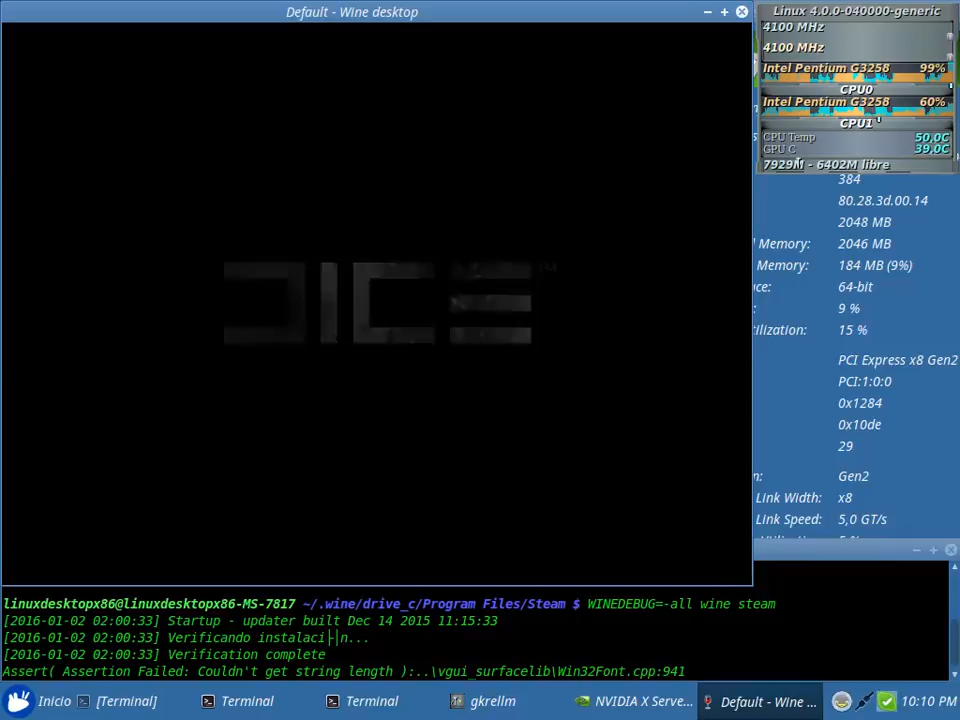 Default - Wine desktop
Linux 4.0.0-040000-generic
4100 MHz
4100 MHz
Intel Pentium G3258 99%
CPU0
Intel Pentium G3258 60%
CPU1
CPU Temp 50.0C
GPU C 39.0C
7929M - 6402M libre
384
80.28.3d.00.14
2048 MB
Memory: 2046 MB
Memory: 184 MB (9%)
64-bit
9 %
15 %
PCI Express x8 Gen2
PCI:1:0:0
0x1284
0x10de
29
Gen2
Link Width: x8
Link Speed: 5,0 GT/s
DICE
linuxdesktopx86@linuxdesktopx86-MS-7817 ~/.wine/drive_c/Program Files/Steam $ WINEDEBUG=-all wine steam
[2016-01-02 02:00:33] Startup - updater built Dec 14 2015 11:15:33
[2016-01-02 02:00:33] Verificando instalaci├│n...
[2016-01-02 02:00:33] Verification complete
Assert( Assertion Failed: Couldn't get string length ):..\vgui_surfacelib\Win32Font.cpp:941
Inicio [Terminal] Terminal Terminal gkrellm NVIDIA X Serve... Default - Wine ... 10:10 PM